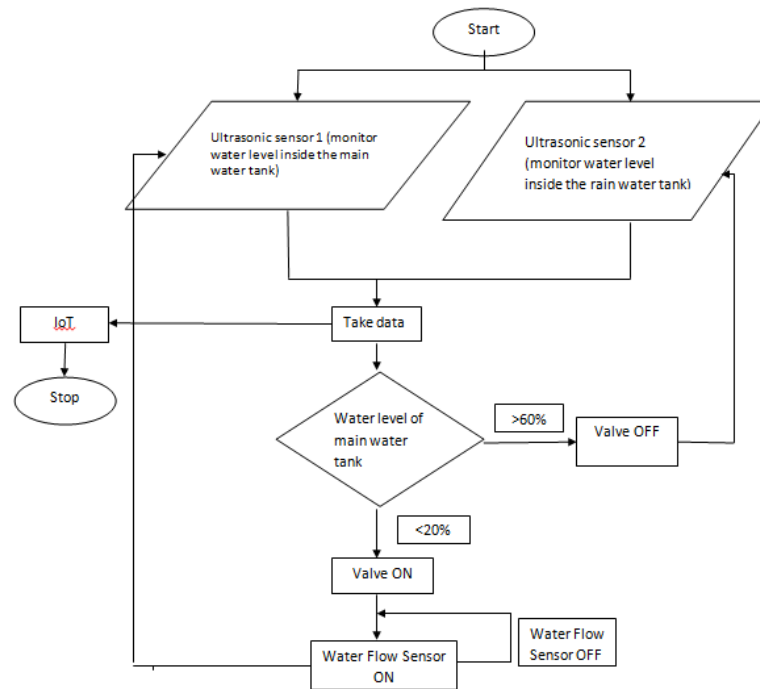 Start
Ultrasonic sensor 1 (monitor
water level inside the main
water tank)
Ultrasonic sensor 2
(monitor water level
inside the rain water tank)
IoT
Take data
Stop
Water level of
main water
tank
>60%
Valve OFF
<20%
Valve ON
Water Flow Sensor
ON
Water Flow
Sensor OFF